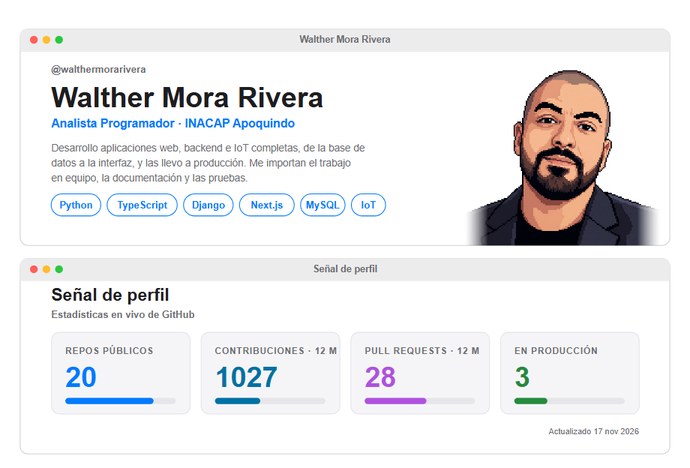 Walther Mora Rivera
@walthermorarivera
Walther Mora Rivera
Analista Programador · INACAP Apoquindo
Desarrollo aplicaciones web, backend e IoT completas, de la base de
datos a la interfaz, y las llevo a producción. Me importan el trabajo
en equipo, la documentación y las pruebas.
Python TypeScript Django Next.js MySQL IoT
Señal de perfil
Señal de perfil
Estadísticas en vivo de GitHub
REPOS PÚBLICOS
20
CONTRIBUCIONES · 12 M
1027
PULL REQUESTS · 12 M
28
EN PRODUCCIÓN
3
Actualizado 17 nov 2026